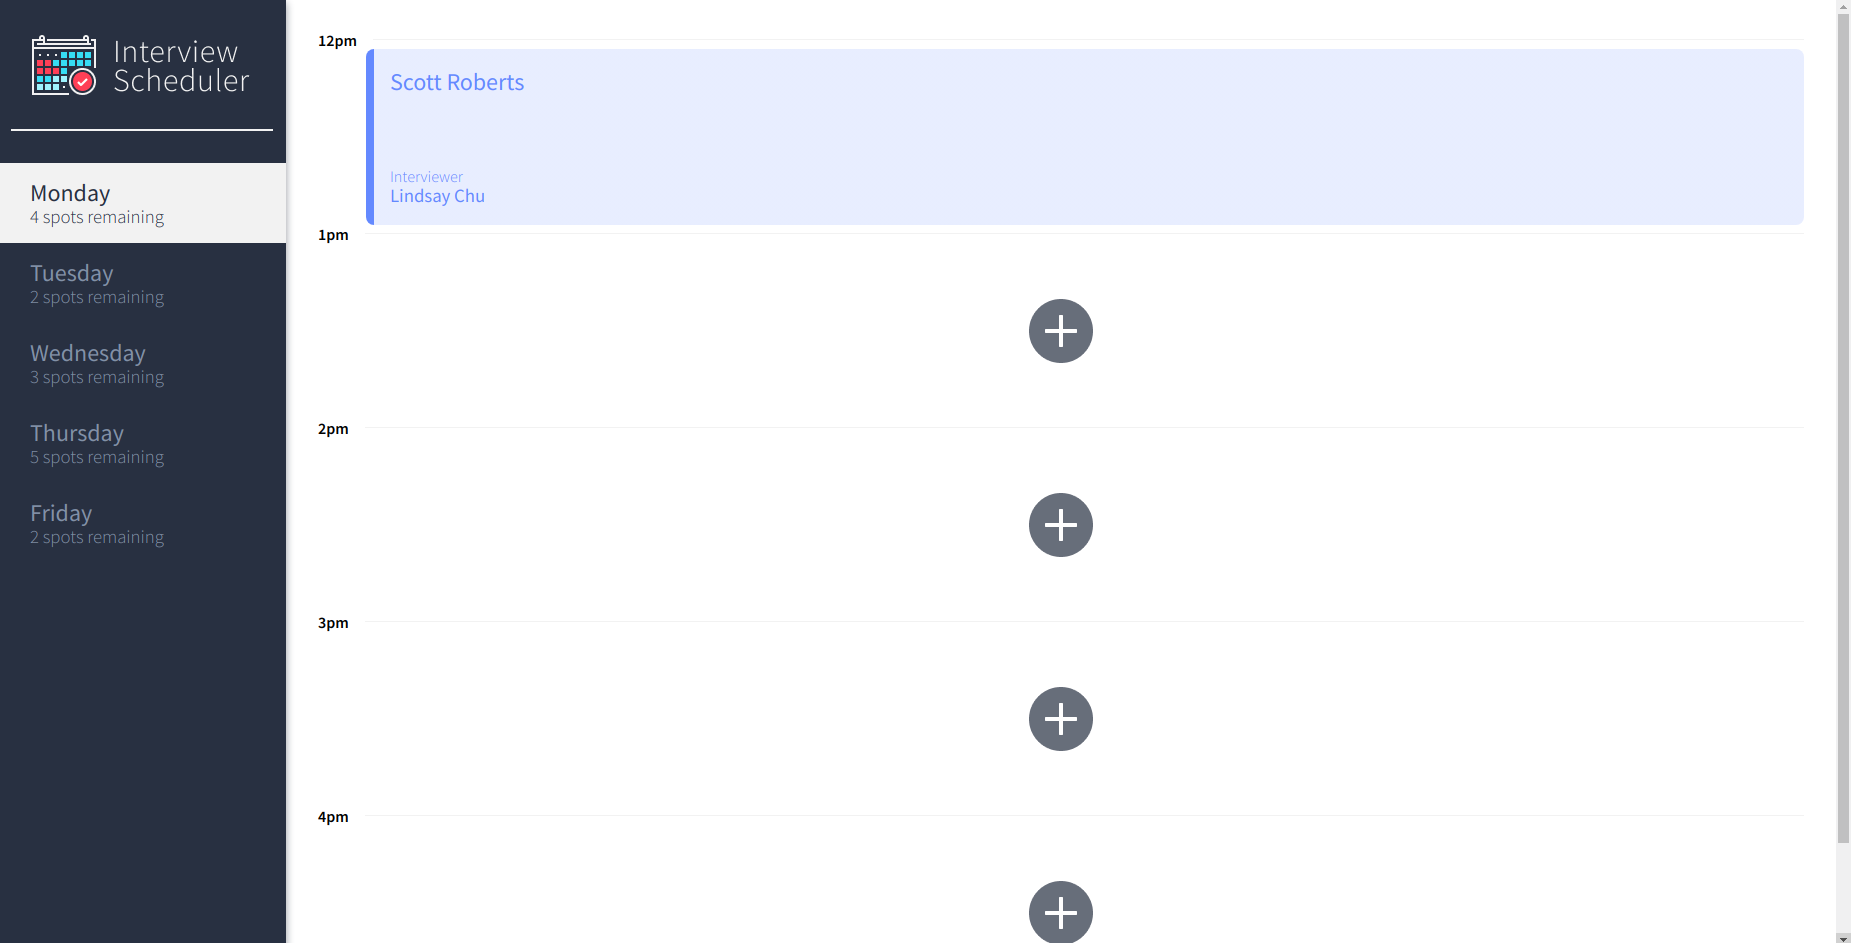 Interview
Scheduler
Monday
4 spots remaining
Tuesday
2 spots remaining
Wednesday
3 spots remaining
Thursday
5 spots remaining
Friday
2 spots remaining
12pm
Scott Roberts
Interviewer
Lindsay Chu
1pm
2pm
3pm
4pm